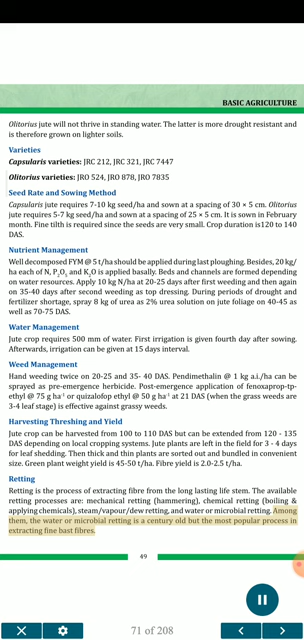 BASIC AGRICULTURE
Olitorius jute will not thrive in standing water. The latter is more drought resistant and
is therefore grown on lighter soils.
Varieties
Capsularis varieties: JRC 212, JRC 321, JRC 7447
Olitorius varieties: JRO 524, JRO 878, JRO 7835
Seed Rate and Sowing Method
Capsularis jute requires 7-10 kg seed/ha and sown at a spacing of 30 × 5 cm. Olitorius
jute requires 5-7 kg seed/ha and sown at a spacing of 25 × 5 cm. It is sown in February
month. Fine tilth is required since the seeds are very small. Crop duration is120 to 140
DAS.
Nutrient Management
Well decomposed FYM @ 5 t/ha should be applied during last ploughing. Besides, 20 kg/
ha each of N, P₂O₅ and K₂O is applied basally. Beds and channels are formed depending
on water resources. Apply 10 kg N/ha at 20-25 days after first weeding and then again
on 35-40 days after second weeding as top dressing. During periods of drought and
fertilizer shortage, spray 8 kg of urea as 2% urea solution on jute foliage on 40-45 as
well as 70-75 DAS.
Water Management
Jute crop requires 500 mm of water. First irrigation is given fourth day after sowing.
Afterwards, irrigation can be given at 15 days interval.
Weed Management
Hand weeding twice on 20-25 and 35- 40 DAS. Pendimethalin @ 1 kg a.i./ha can be
sprayed as pre-emergence herbicide. Post-emergence application of fenoxaprop-tp-
ethyl @ 75 g ha⁻¹ or quizalofop ethyl @ 50 g ha⁻¹ at 21 DAS (when the grass weeds are
3-4 leaf stage) is effective against grassy weeds.
Harvesting Threshing and Yield
Jute crop can be harvested from 100 to 110 DAS but can be extended from 120 - 135
DAS depending on local cropping systems. Jute plants are left in the field for 3 - 4 days
for leaf shedding. Then thick and thin plants are sorted out and bundled in convenient
size. Green plant weight yield is 45-50 t/ha. Fibre yield is 2.0-2.5 t/ha.
Retting
Retting is the process of extracting fibre from the long lasting life stem. The available
retting processes are: mechanical retting (hammering), chemical retting (boiling &
applying chemicals), steam/vapour/dew retting, and water or microbial retting. Among
them, the water or microbial retting is a century old but the most popular process in
extracting fine bast fibres.
49
71 of 208